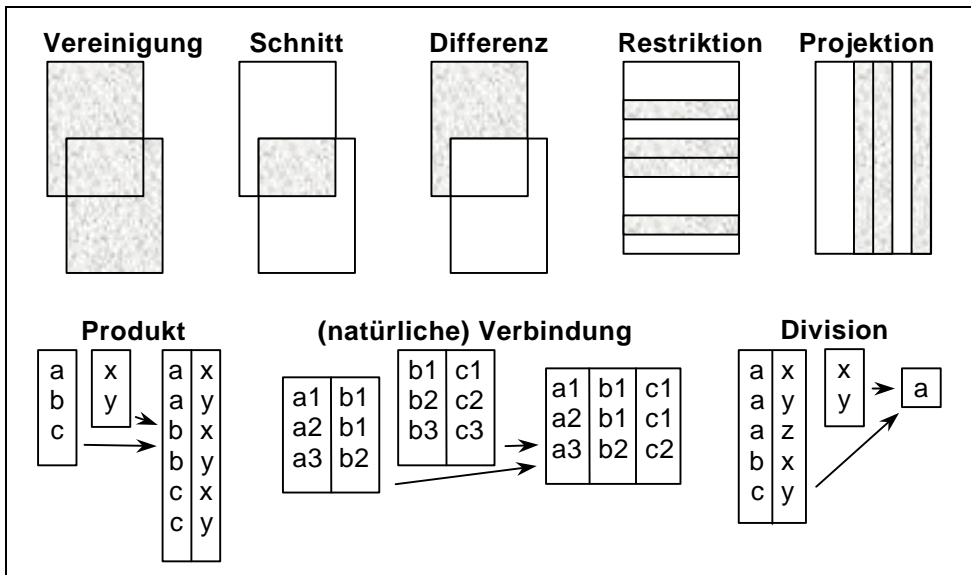 Vereinigung Schnitt Differenz Restriktion Projektion
Produkt (natürliche) Verbindung Division
a
b
c
x
y
a x
a y
b x
b y
c x
c y
a1 b1
a2 b1
a3 b2
b1 c1
b2 c2
b3 c3
a1 b1 c1
a2 b1 c1
a3 b2 c2
a x
a y
a z
b x
c y
x
y
a